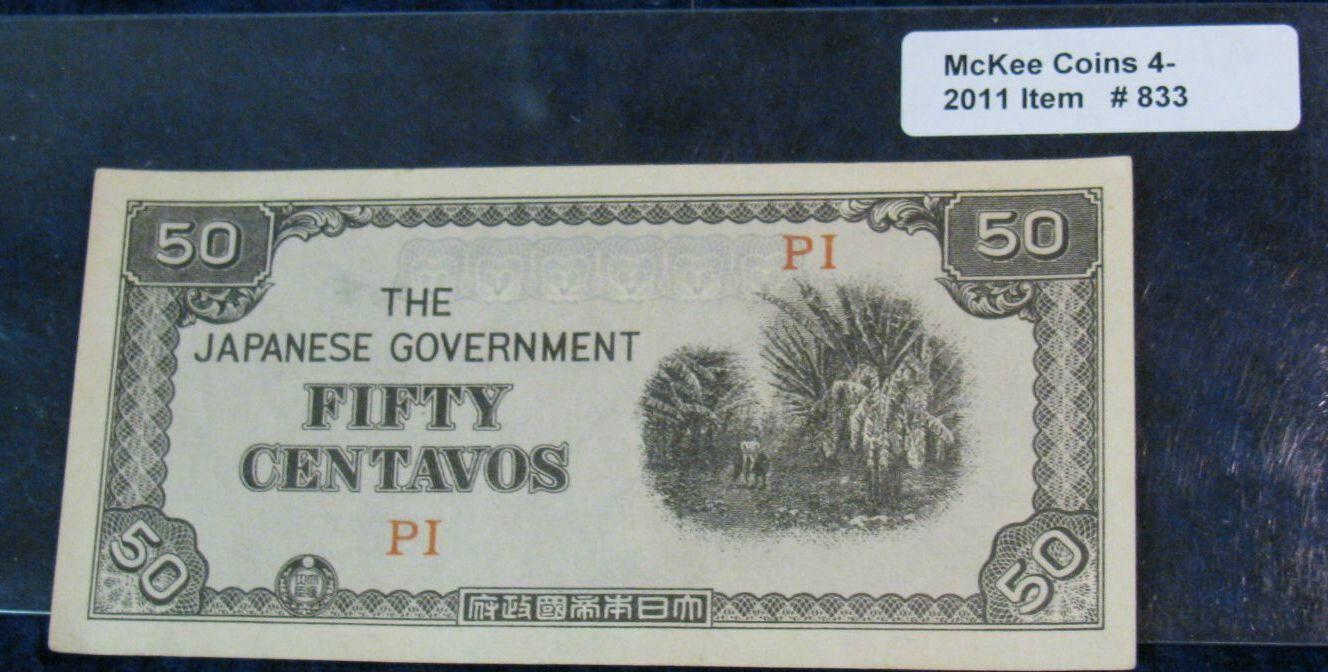 McKee Coins 4-
2011 Item # 833
50
50
PI
THE
JAPANESE GOVERNMENT
FIFTY
CENTAVOS
PI
50
50
大日本帝國政府